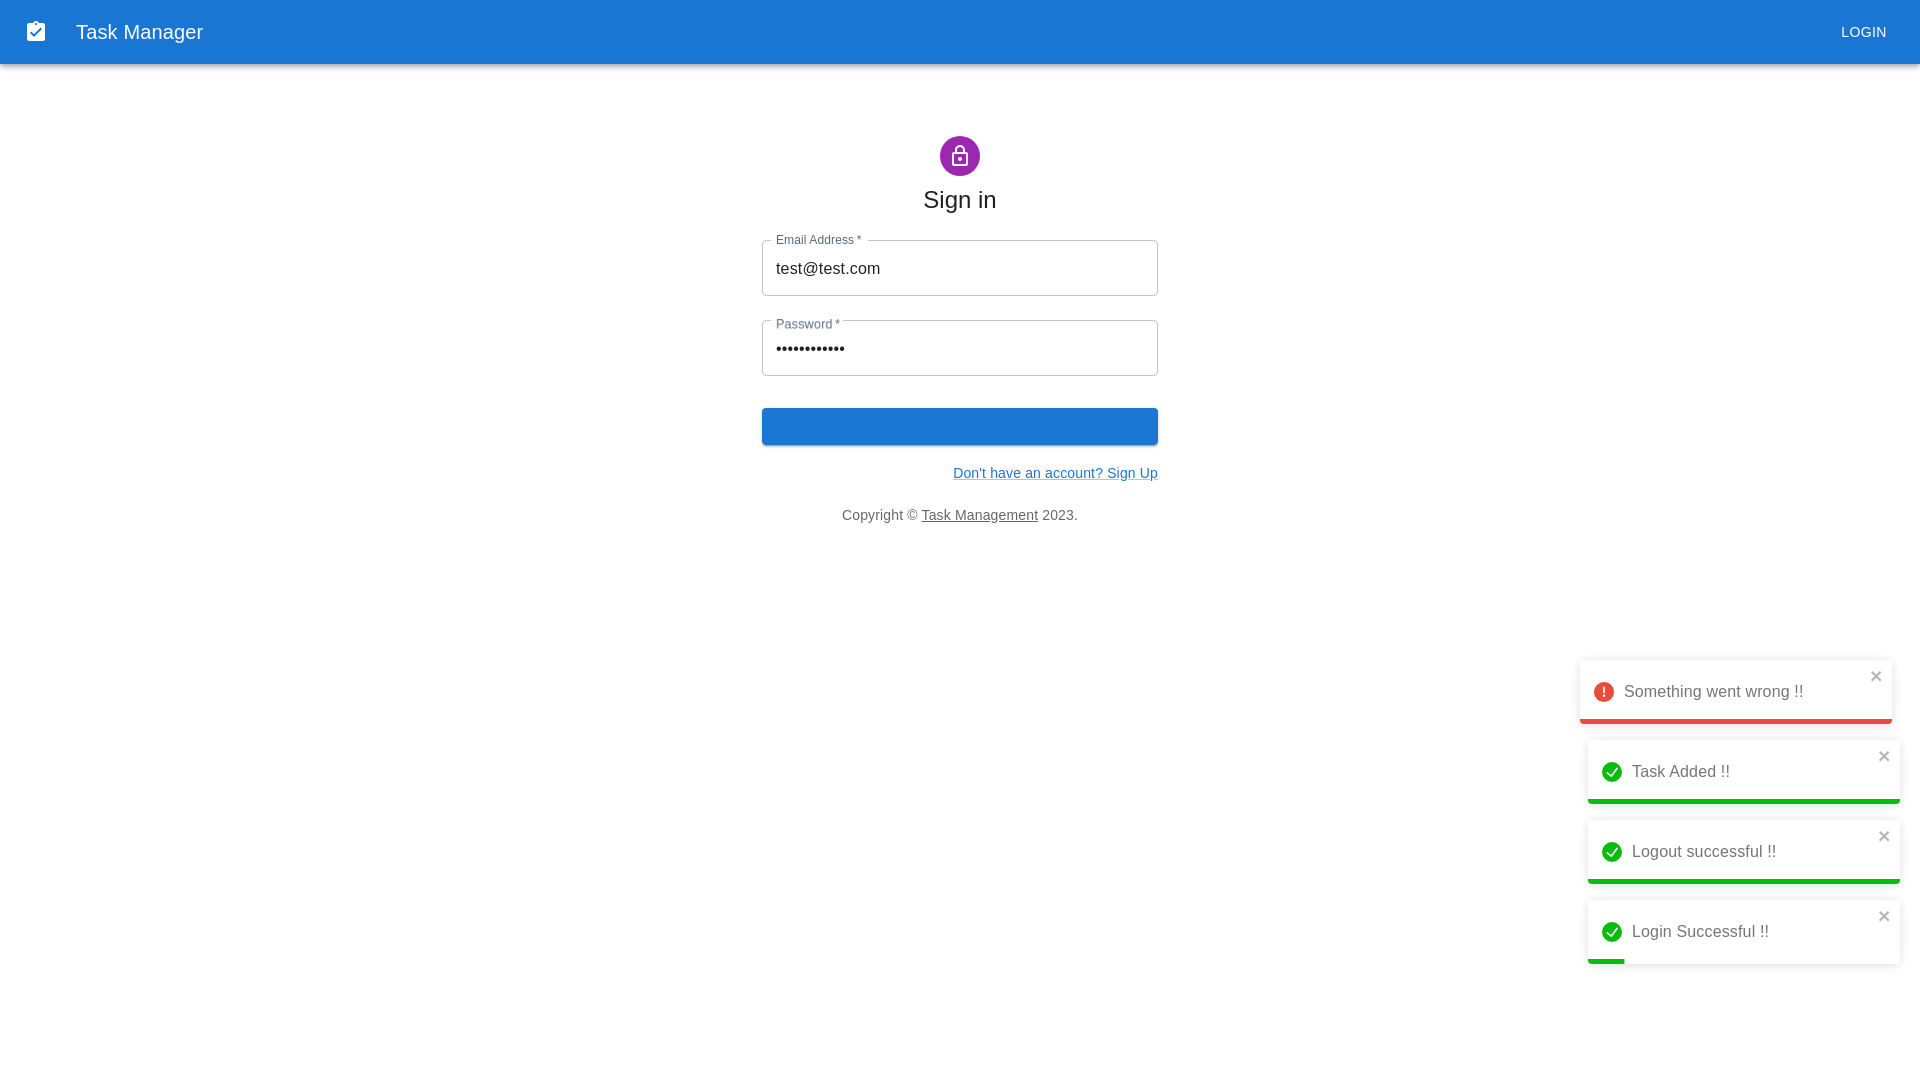 Task Manager
LOGIN
Sign in
Email Address *
test@test.com
Password *
••••••••••••
Don't have an account? Sign Up
Copyright © Task Management 2023.
Something went wrong !!
Task Added !!
Logout successful !!
Login Successful !!